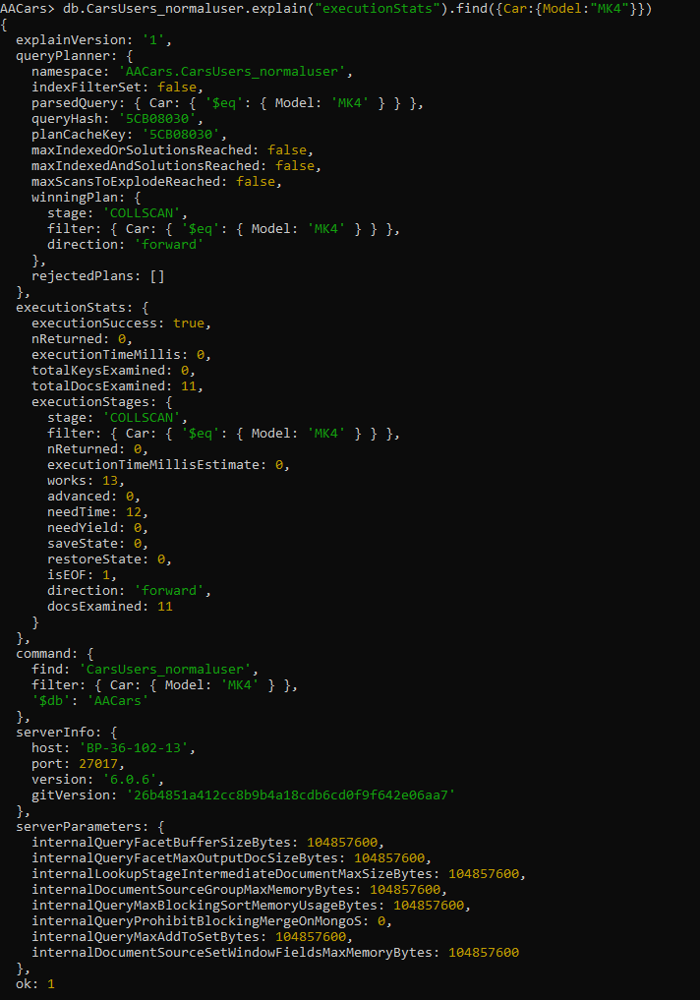 AACars> db.CarsUsers_normaluser.explain("executionStats").find({Car:{Model:"MK4"}})
{
  explainVersion: '1',
  queryPlanner: {
    namespace: 'AACars.CarsUsers_normaluser',
    indexFilterSet: false,
    parsedQuery: { Car: { '$eq': { Model: 'MK4' } } },
    queryHash: '5CB08030',
    planCacheKey: '5CB08030',
    maxIndexedOrSolutionsReached: false,
    maxIndexedAndSolutionsReached: false,
    maxScansToExplodeReached: false,
    winningPlan: {
      stage: 'COLLSCAN',
      filter: { Car: { '$eq': { Model: 'MK4' } } },
      direction: 'forward'
    },
    rejectedPlans: []
  },
  executionStats: {
    executionSuccess: true,
    nReturned: 0,
    executionTimeMillis: 0,
    totalKeysExamined: 0,
    totalDocsExamined: 11,
    executionStages: {
      stage: 'COLLSCAN',
      filter: { Car: { '$eq': { Model: 'MK4' } } },
      nReturned: 0,
      executionTimeMillisEstimate: 0,
      works: 13,
      advanced: 0,
      needTime: 12,
      needYield: 0,
      saveState: 0,
      restoreState: 0,
      isEOF: 1,
      direction: 'forward',
      docsExamined: 11
    }
  },
  command: {
    find: 'CarsUsers_normaluser',
    filter: { Car: { Model: 'MK4' } },
    '$db': 'AACars'
  },
  serverInfo: {
    host: 'BP-36-102-13',
    port: 27017,
    version: '6.0.6',
    gitVersion: '26b4851a412cc8b9b4a18cdb6cd0f9f642e06aa7'
  },
  serverParameters: {
    internalQueryFacetBufferSizeBytes: 104857600,
    internalQueryFacetMaxOutputDocSizeBytes: 104857600,
    internalLookupStageIntermediateDocumentMaxSizeBytes: 104857600,
    internalDocumentSourceGroupMaxMemoryBytes: 104857600,
    internalQueryMaxBlockingSortMemoryUsageBytes: 104857600,
    internalQueryProhibitBlockingMergeOnMongoS: 0,
    internalQueryMaxAddToSetBytes: 104857600,
    internalDocumentSourceSetWindowFieldsMaxMemoryBytes: 104857600
  },
  ok: 1